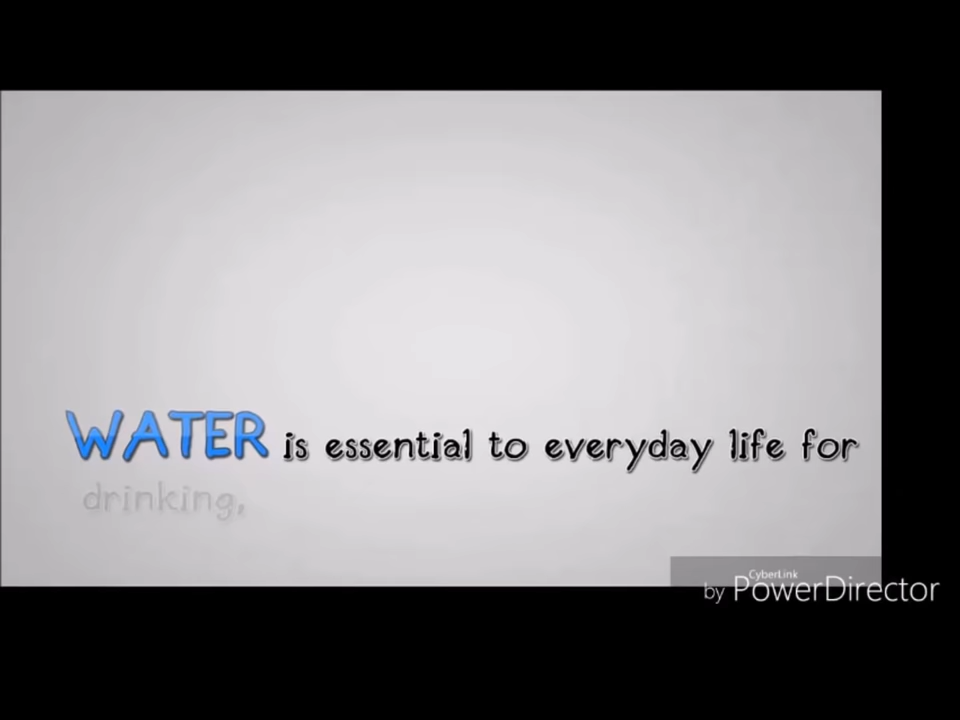 WATER is essential to everyday life for
drinking,
CyberLink
by PowerDirector